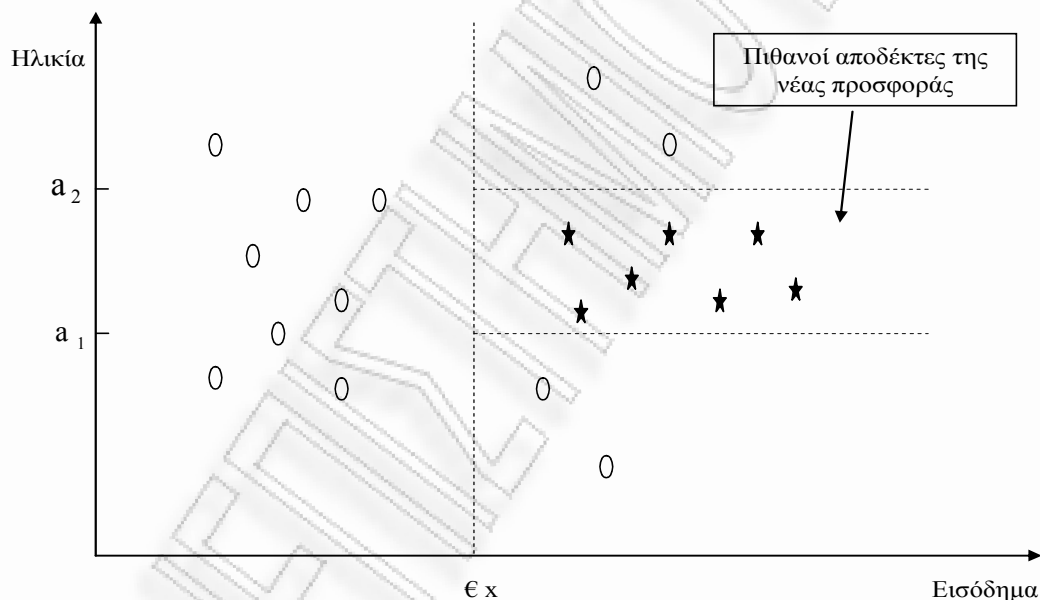 Ηλικία
Πιθανοί αποδέκτες της
νέας προσφοράς
a 2
a 1
€ x
Εισόδημα